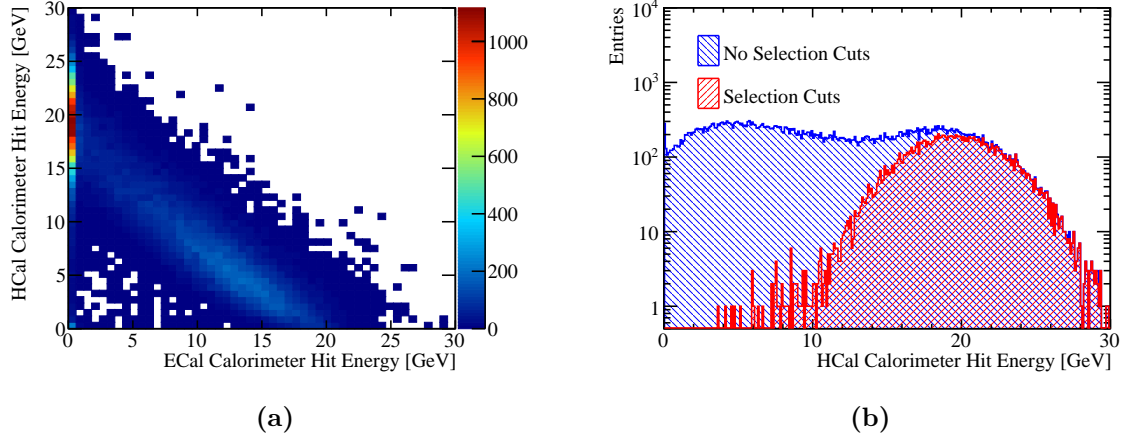 HCal Calorimeter Hit Energy [GeV]
30
25
20
15
10
5
0
0 5 10 15 20 25 30
ECal Calorimeter Hit Energy [GeV]
1000
800
600
400
200
0
(a)
Entries
10^4
10^3
10^2
10
1
No Selection Cuts
Selection Cuts
0 10 20 30
HCal Calorimeter Hit Energy [GeV]
(b)